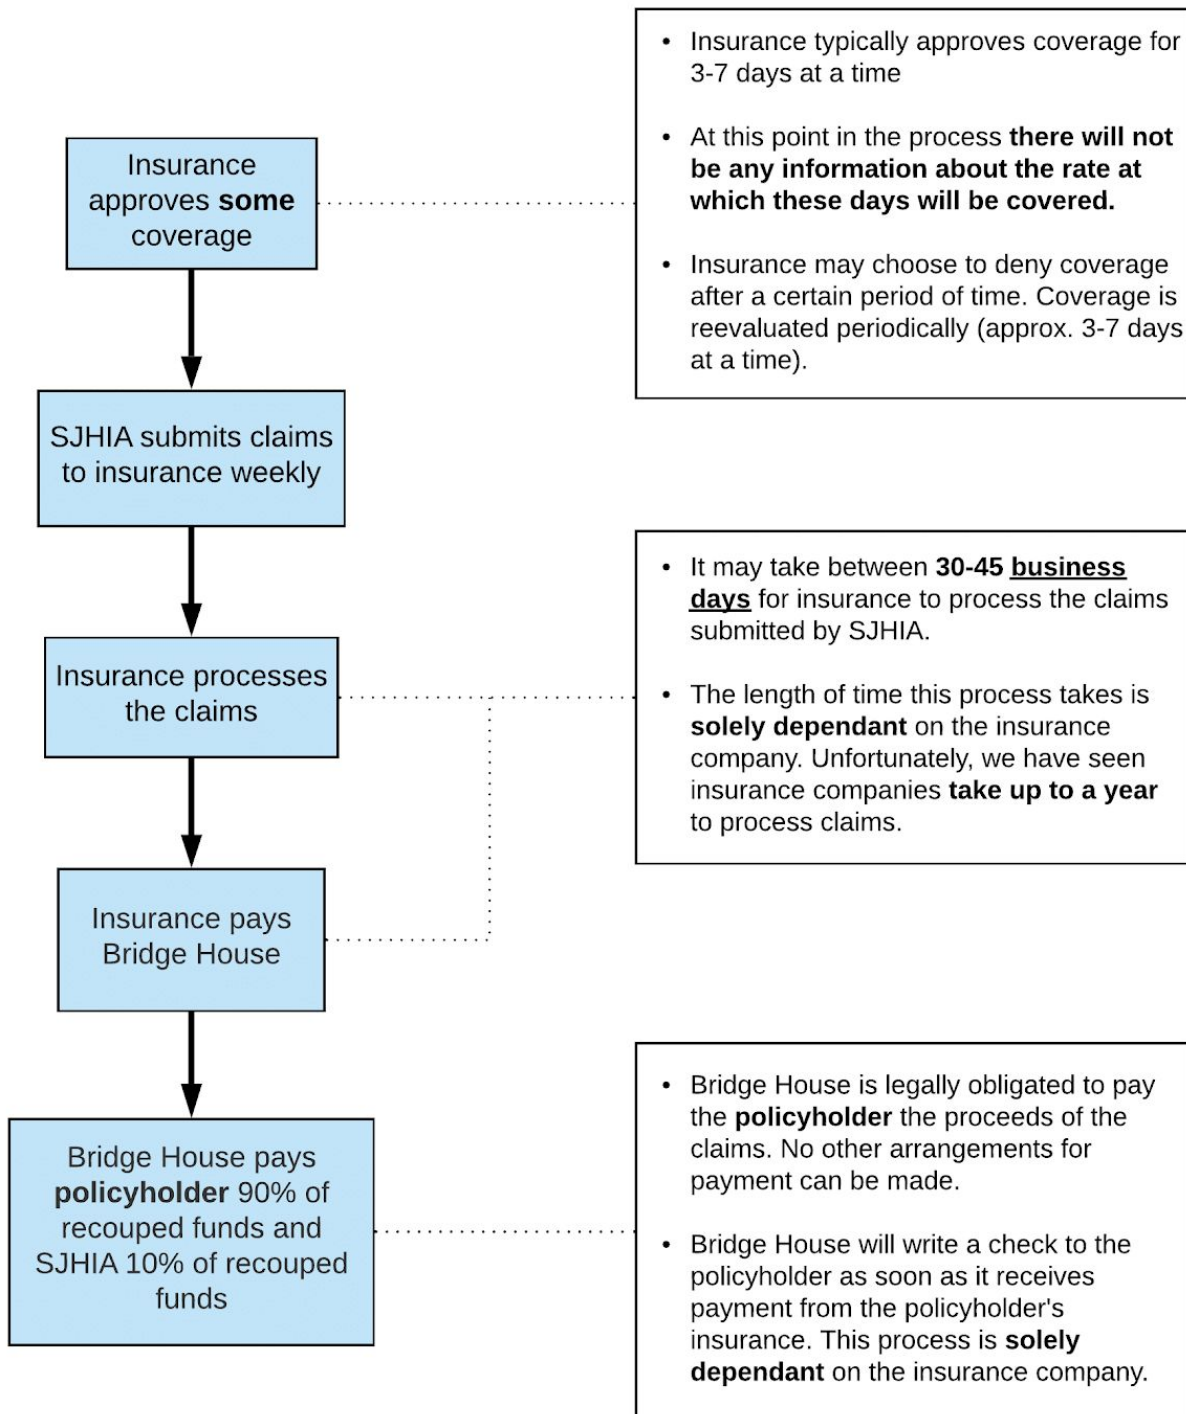 Insurance
approves some
coverage
• Insurance typically approves coverage for
3-7 days at a time
• At this point in the process there will not
be any information about the rate at
which these days will be covered.
• Insurance may choose to deny coverage
after a certain period of time. Coverage is
reevaluated periodically (approx. 3-7 days
at a time).
SJHIA submits claims
to insurance weekly
Insurance processes
the claims
• It may take between 30-45 business
days for insurance to process the claims
submitted by SJHIA.
• The length of time this process takes is
solely dependant on the insurance
company. Unfortunately, we have seen
insurance companies take up to a year
to process claims.
Insurance pays
Bridge House
Bridge House pays
policyholder 90% of
recouped funds and
SJHIA 10% of recouped
funds
• Bridge House is legally obligated to pay
the policyholder the proceeds of the
claims. No other arrangements for
payment can be made.
• Bridge House will write a check to the
policyholder as soon as it receives
payment from the policyholder's
insurance. This process is solely
dependant on the insurance company.